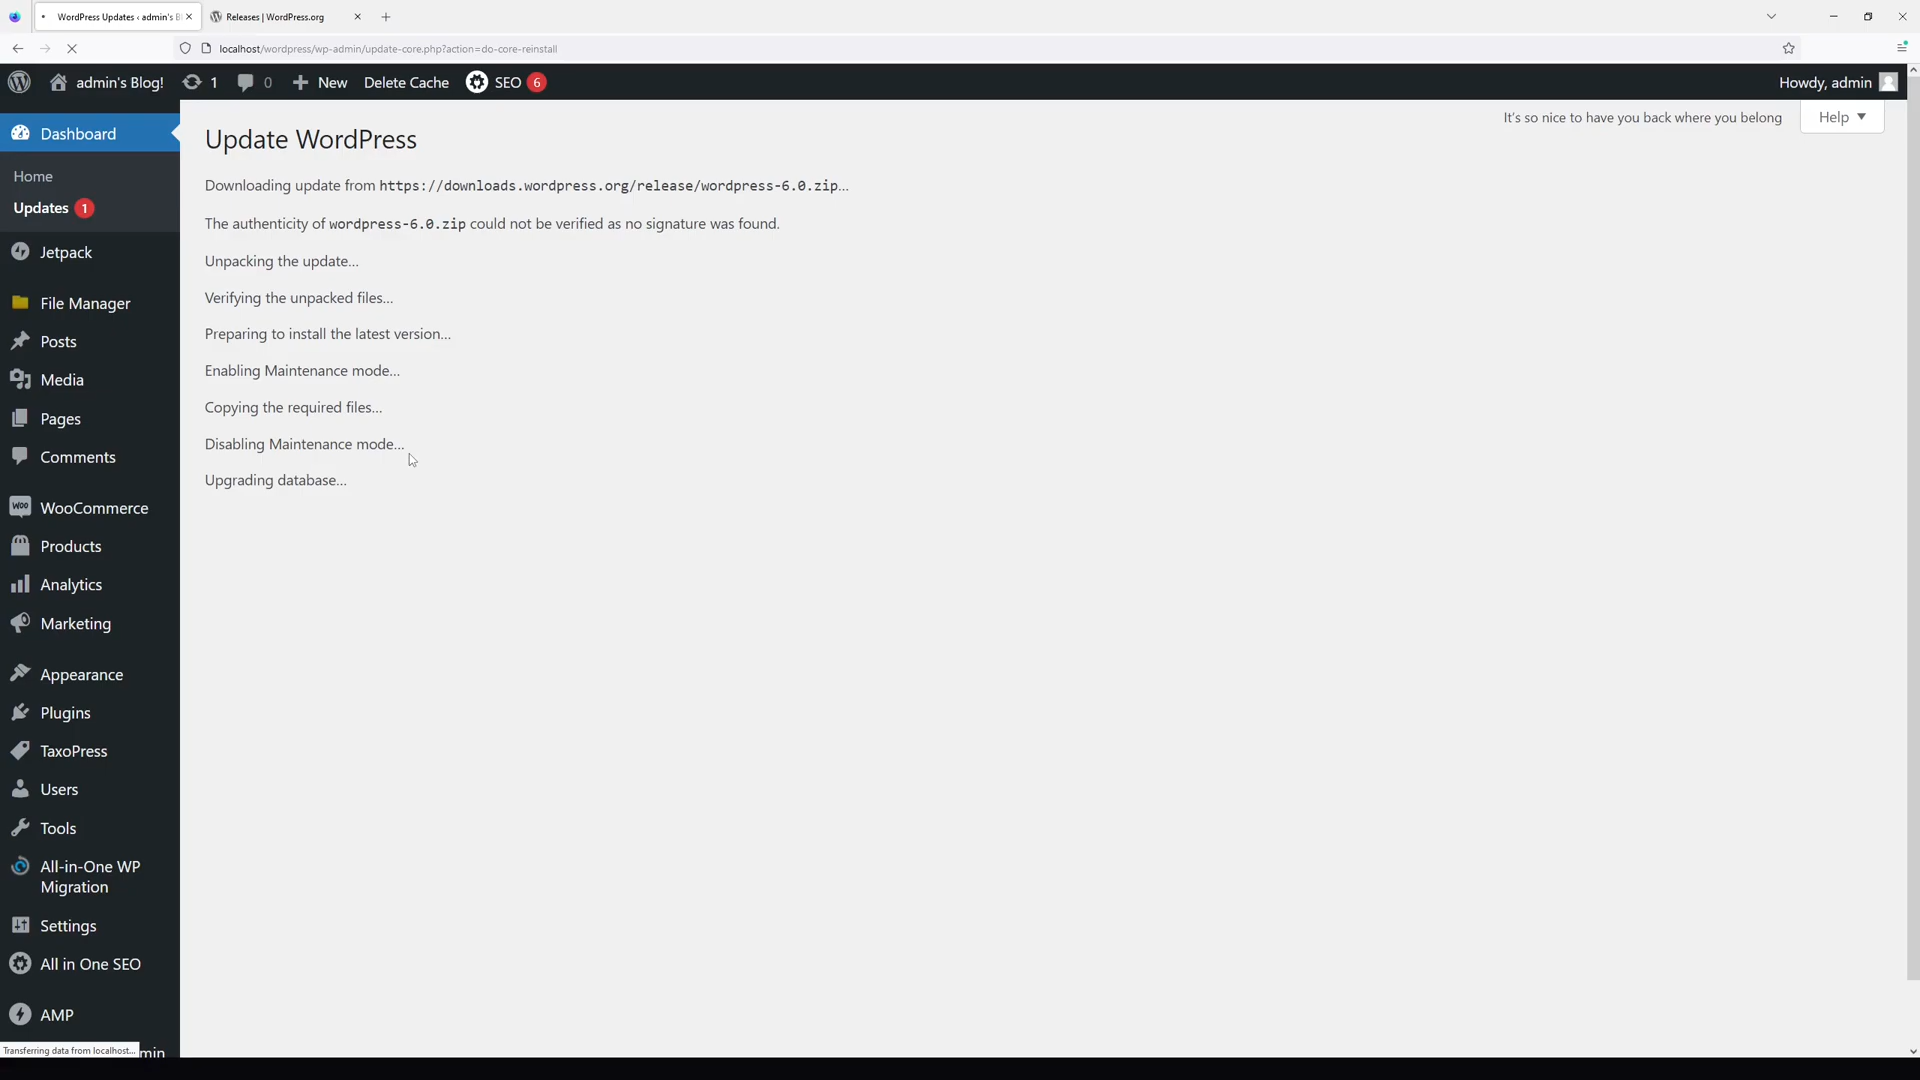 WordPress Updates ‹ admin's B
Releases | WordPress.org
localhost/wordpress/wp-admin/update-core.php?action=do-core-reinstall
admin's Blog!
1
0
New
Delete Cache
SEO
6
Howdy, admin
It's so nice to have you back where you belong
Help
Dashboard
Home
Updates 1
Jetpack
File Manager
Posts
Media
Pages
Comments
WooCommerce
Products
Analytics
Marketing
Appearance
Plugins
TaxoPress
Users
Tools
All-in-One WP
Migration
Settings
All in One SEO
AMP
min
Transferring data from localhost...
Update WordPress
Downloading update from https://downloads.wordpress.org/release/wordpress-6.0.zip…
The authenticity of wordpress-6.0.zip could not be verified as no signature was found.
Unpacking the update…
Verifying the unpacked files…
Preparing to install the latest version…
Enabling Maintenance mode…
Copying the required files…
Disabling Maintenance mode…
Upgrading database…